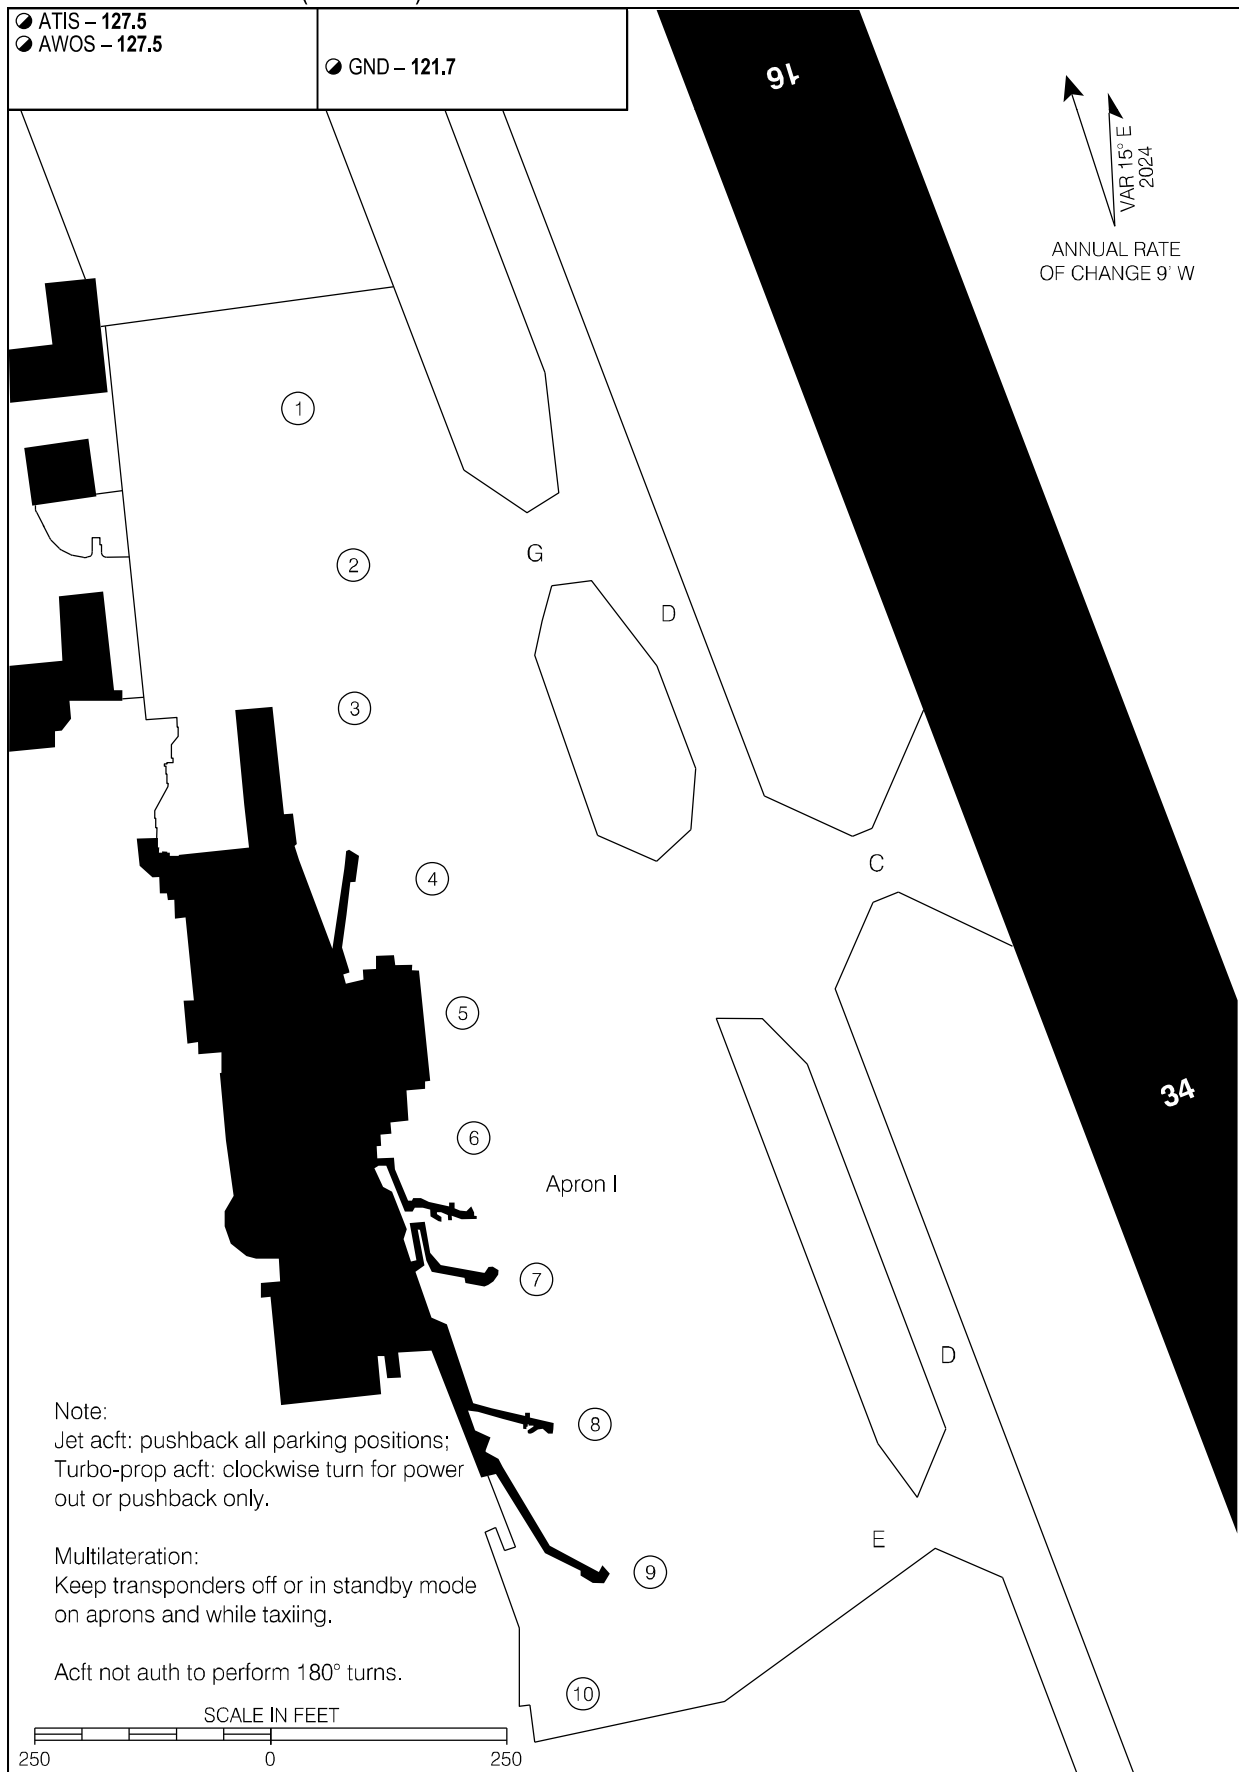 ATIS – 127.5
AWOS – 127.5
GND – 121.7
16
VAR 15° E
2024
ANNUAL RATE
OF CHANGE 9' W
1
2
G
D
3
C
4
5
34
6
Apron I
7
D
8
Note:
Jet acft: pushback all parking positions;
Turbo-prop acft: clockwise turn for power
out or pushback only.
E
Multilateration:
Keep transponders off or in standby mode
on aprons and while taxiing.
9
Acft not auth to perform 180° turns.
10
SCALE IN FEET
250 0 250